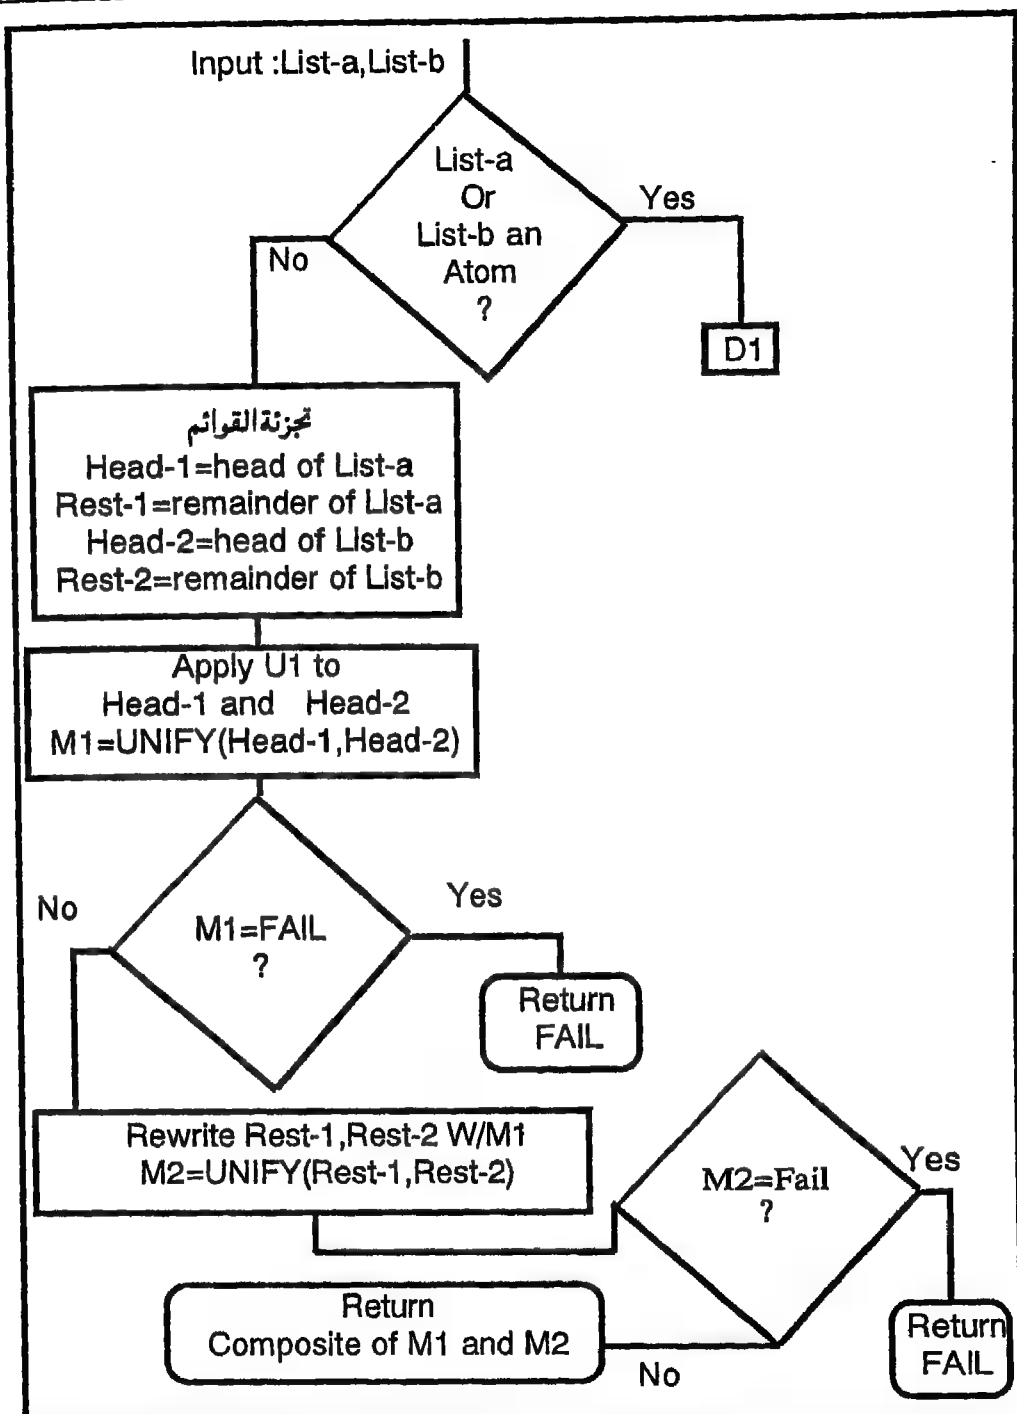 Input :List-a,List-b
List-a
Or
List-b an
Atom
?
Yes
No
D1
تجزئة القوائم
Head-1=head of List-a
Rest-1=remainder of List-a
Head-2=head of List-b
Rest-2=remainder of List-b
Apply U1 to
Head-1 and Head-2
M1=UNIFY(Head-1,Head-2)
M1=FAIL
?
No
Yes
Return
FAIL
Rewrite Rest-1,Rest-2 W/M1
M2=UNIFY(Rest-1,Rest-2)
M2=Fail
?
Yes
Return
FAIL
No
Return
Composite of M1 and M2